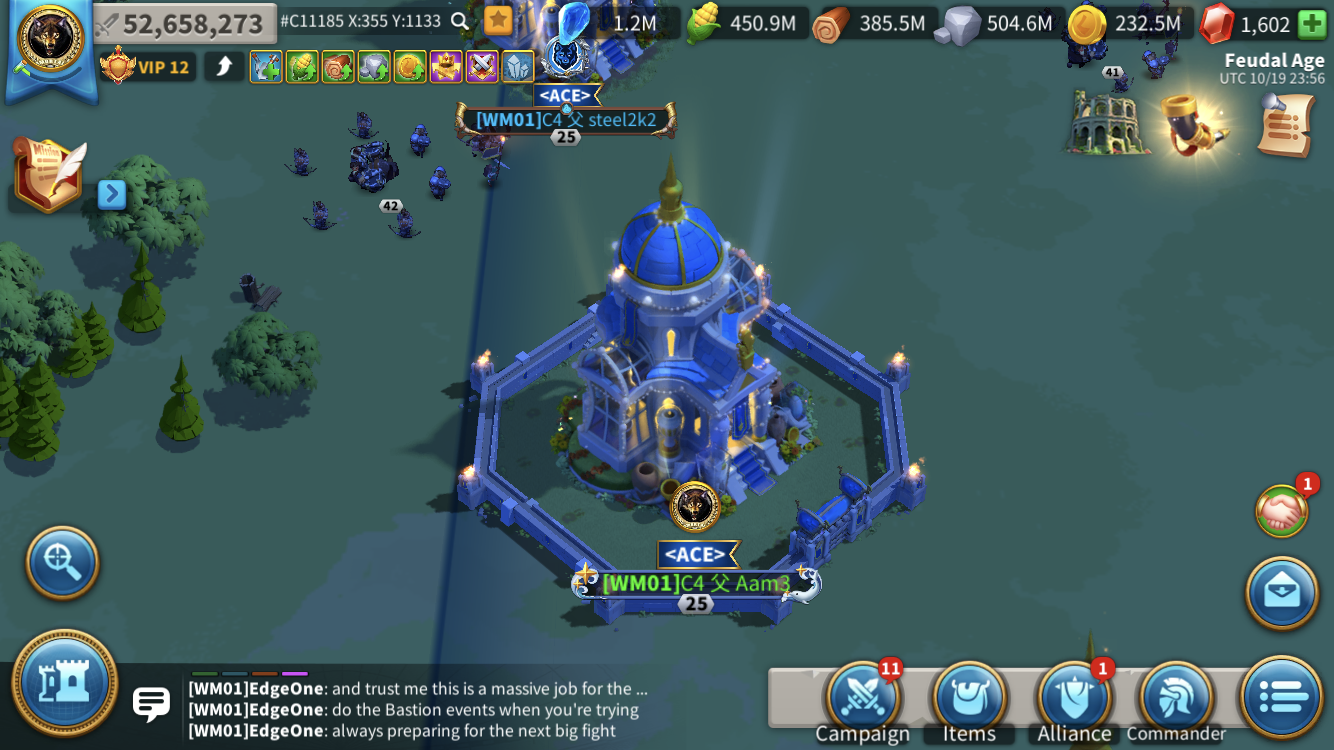 52,658,273
#C11185 X:355 Y:1133
1.2M
450.9M
385.5M
504.6M
232.5M
1,602
VIP 12
Feudal Age
UTC 10/19 23:56
41
<ACE>
[WM01]C4 父 steel2k2
25
42
<ACE>
[WM01]C4 父 Aam3
25
1
[WM01]EdgeOne: and trust me this is a massive job for the ...
[WM01]EdgeOne: do the Bastion events when you're trying
[WM01]EdgeOne: always preparing for the next big fight
11
1
Campaign
Items
Alliance
Commander